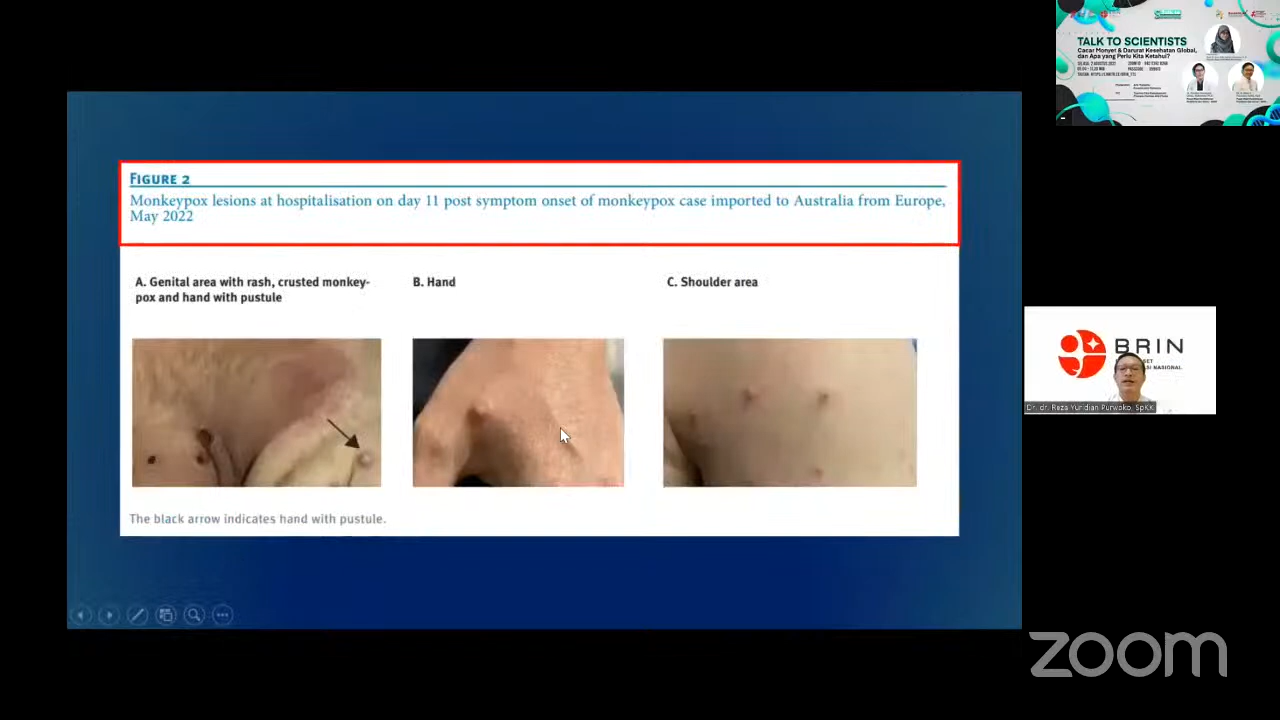 FIGURE 2
Monkeypox lesions at hospitalisation on day 11 post symptom onset of monkeypox case imported to Australia from Europe,
May 2022
A. Genital area with rash, crusted monkey-
pox and hand with pustule
B. Hand
C. Shoulder area
The black arrow indicates hand with pustule.
BRIN
TALK TO SCIENTISTS
Cacar Monyet & Darurat Kesehatan Global,
dan Apa yang Perlu Kita Ketahui?
BRIN
ASI NASIONAL
Dr. dr. Reza Yuridian Purwoko, SpKK
zoom